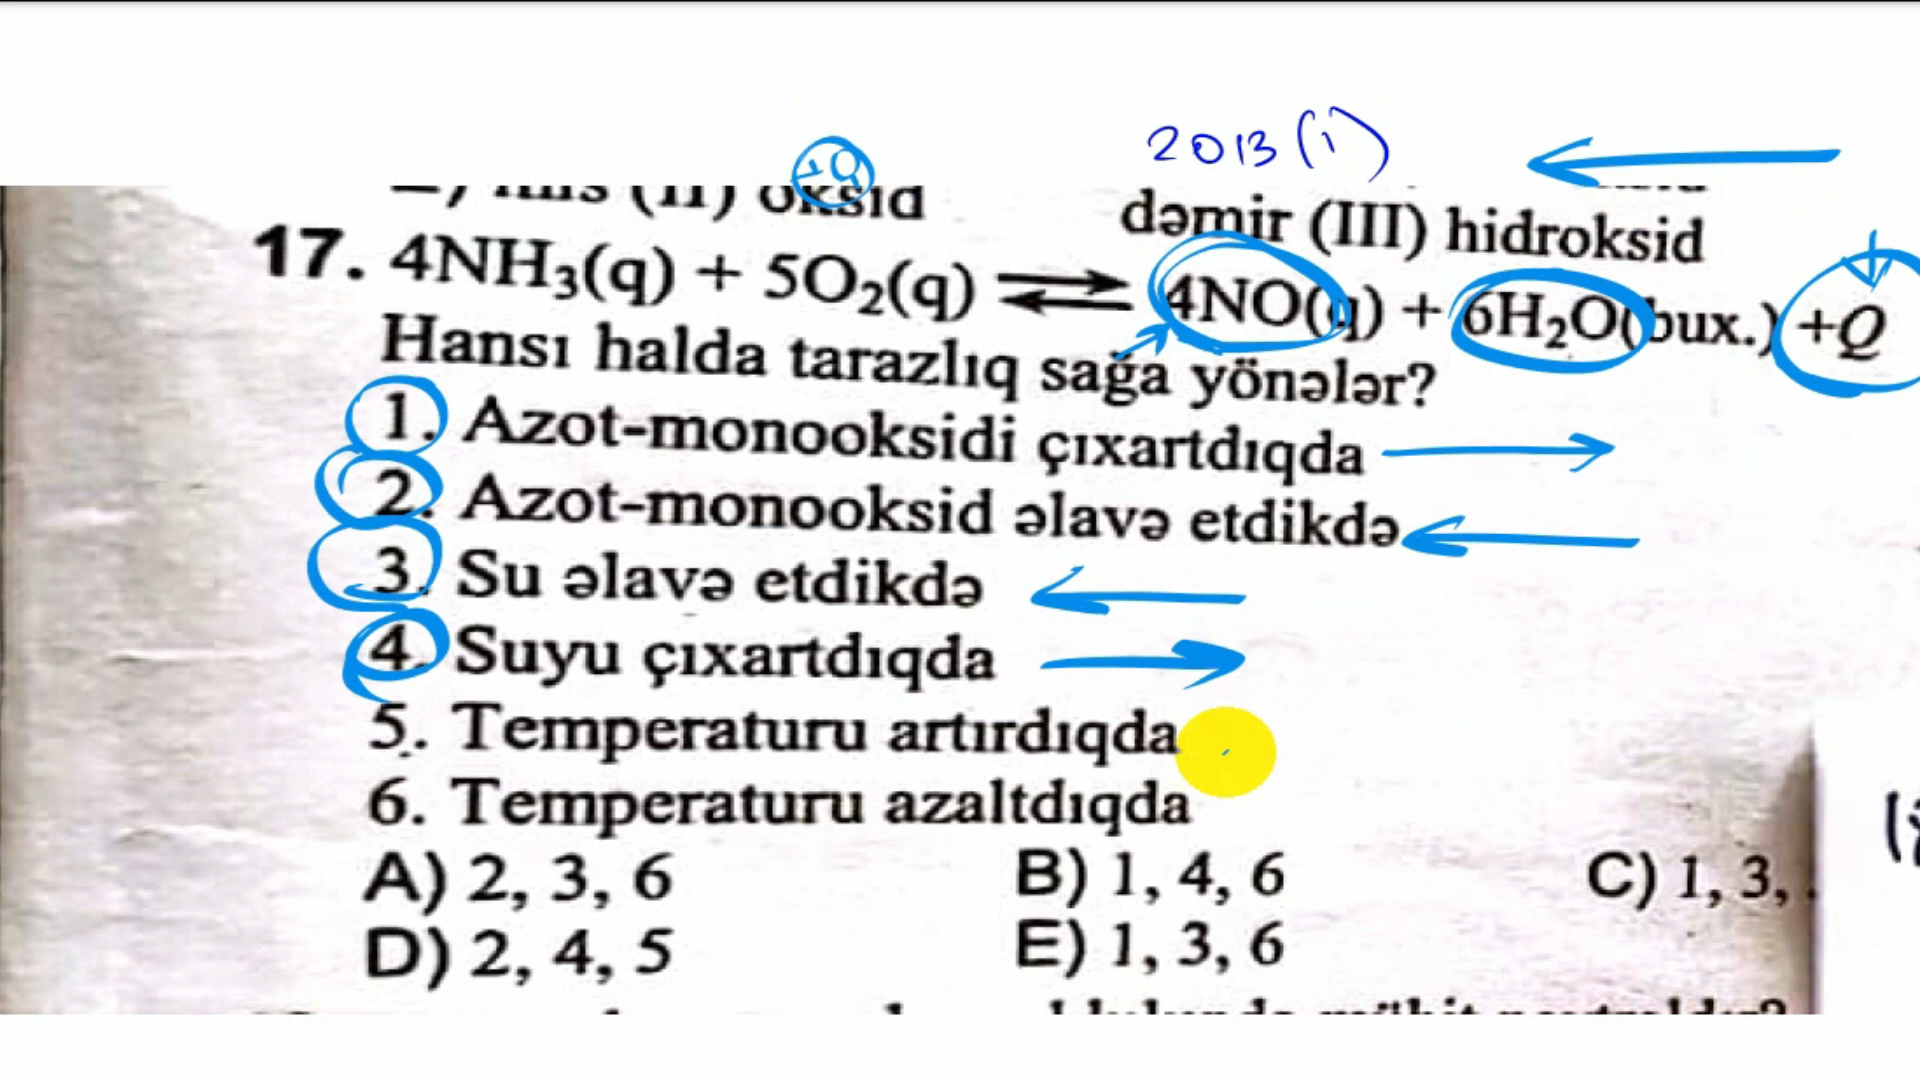 2013 (1)
+Q
(II) oksid
dəmir (III) hidroksid
17. 4NH₃(q) + 5O₂(q) ⇌ 4NO(q) + 6H₂O(bux.) +Q
Hansı halda tarazlıq sağa yönələr?
1. Azot-monooksidi çıxartdıqda
2. Azot-monooksid əlavə etdikdə
3. Su əlavə etdikdə
4. Suyu çıxartdıqda
5. Temperaturu artırdıqda
6. Temperaturu azaltdıqda
A) 2, 3, 6 B) 1, 4, 6 C) 1, 3,
D) 2, 4, 5 E) 1, 3, 6